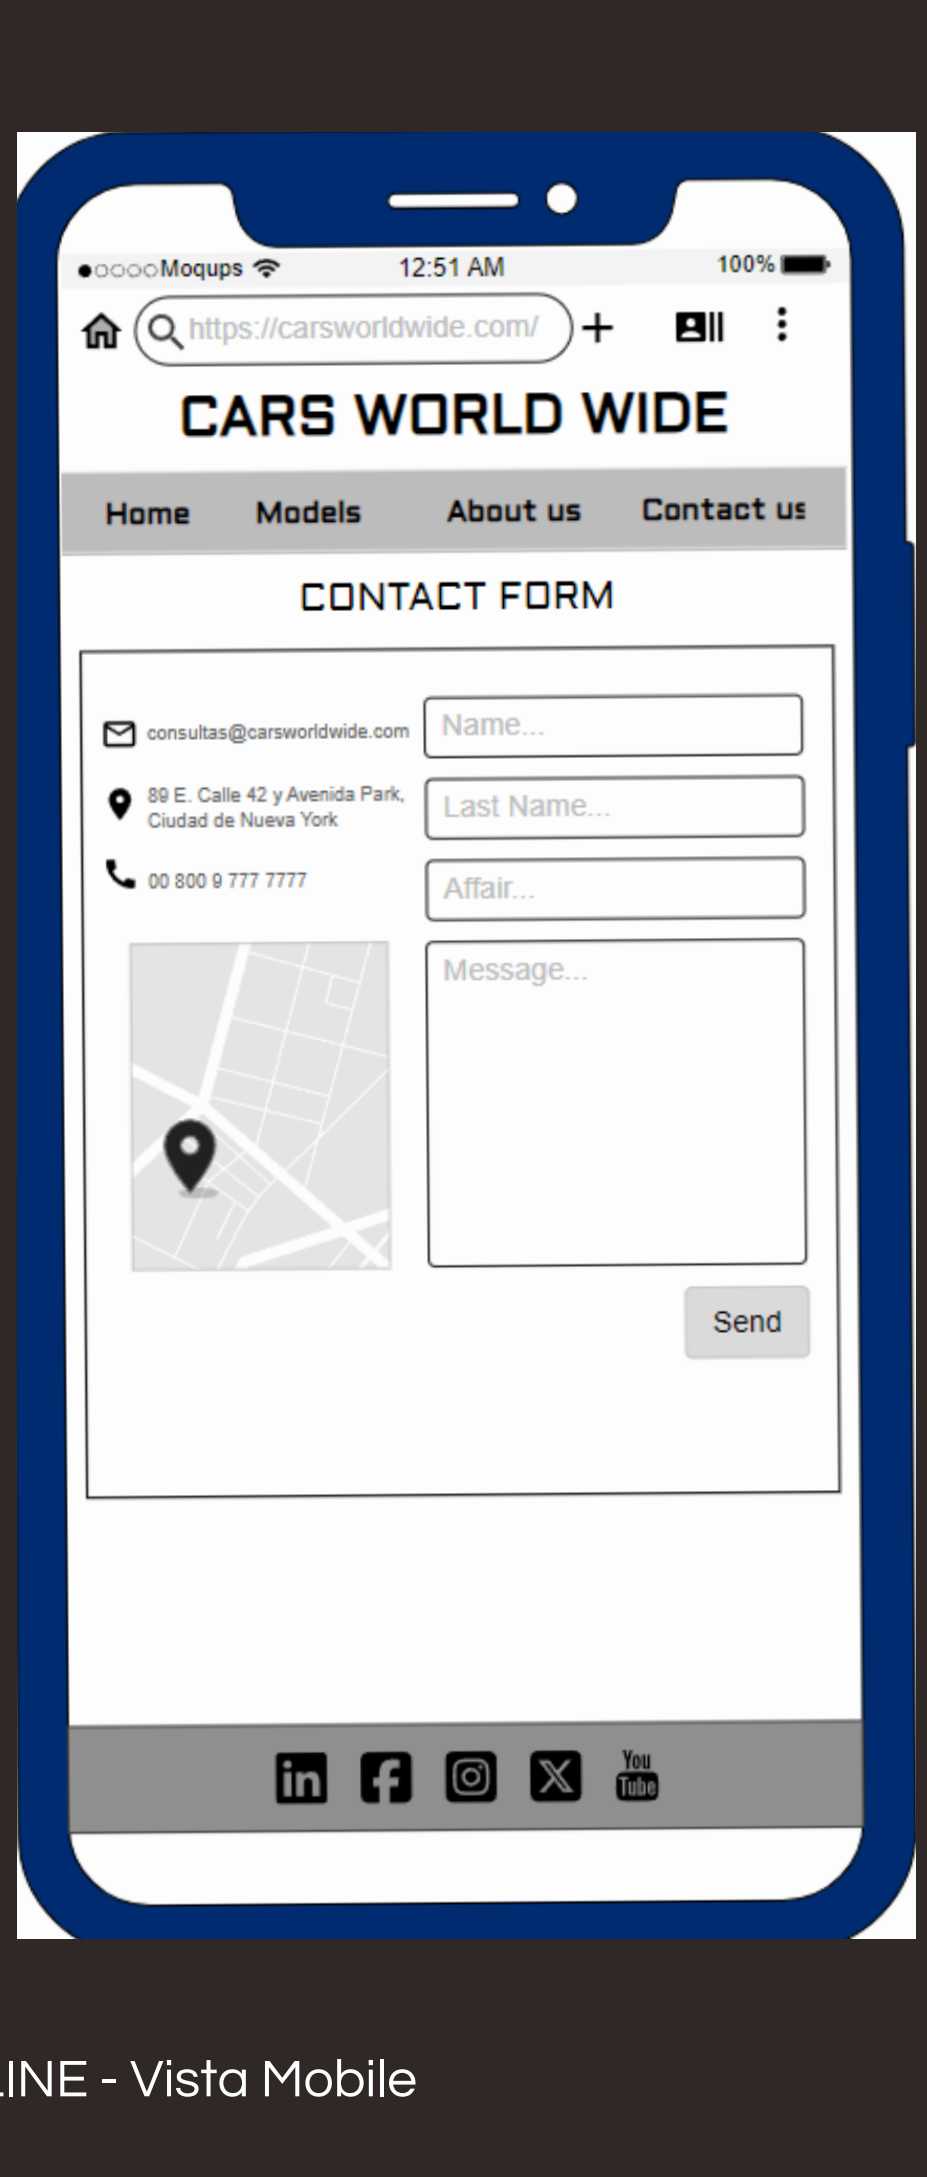 Moqups 12:51 AM 100%
https://carsworldwide.com/
CARS WORLD WIDE
Home Models About us Contact us
CONTACT FORM
consultas@carsworldwide.com
89 E. Calle 42 y Avenida Park,
Ciudad de Nueva York
00 800 9 777 7777
Name...
Last Name...
Affair...
Message...
Send
in f X You
Tube
LINE - Vista Mobile